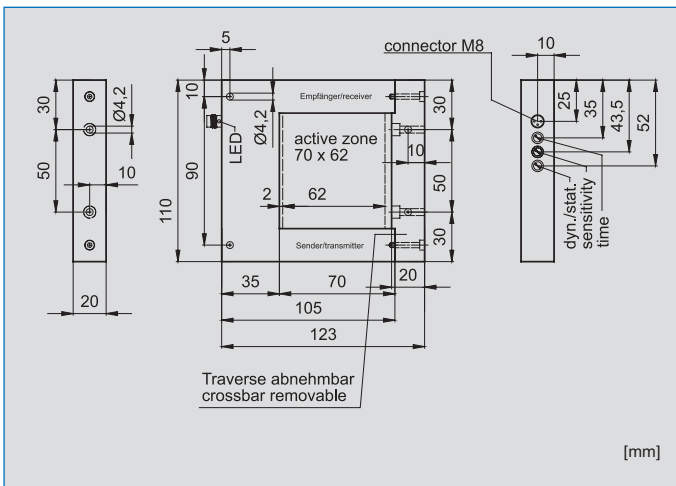 5
connector M8
10
30
Ø4,2
10
50
20
10
90
110
Empfänger/receiver
Ø4,2
LED
active zone
70 x 62
2
62
10
Sender/transmitter
30
50
30
35
70
20
105
123
Traverse abnehmbar
crossbar removable
25
35
43,5
52
dyn./stat.
sensitivity
time
[mm]